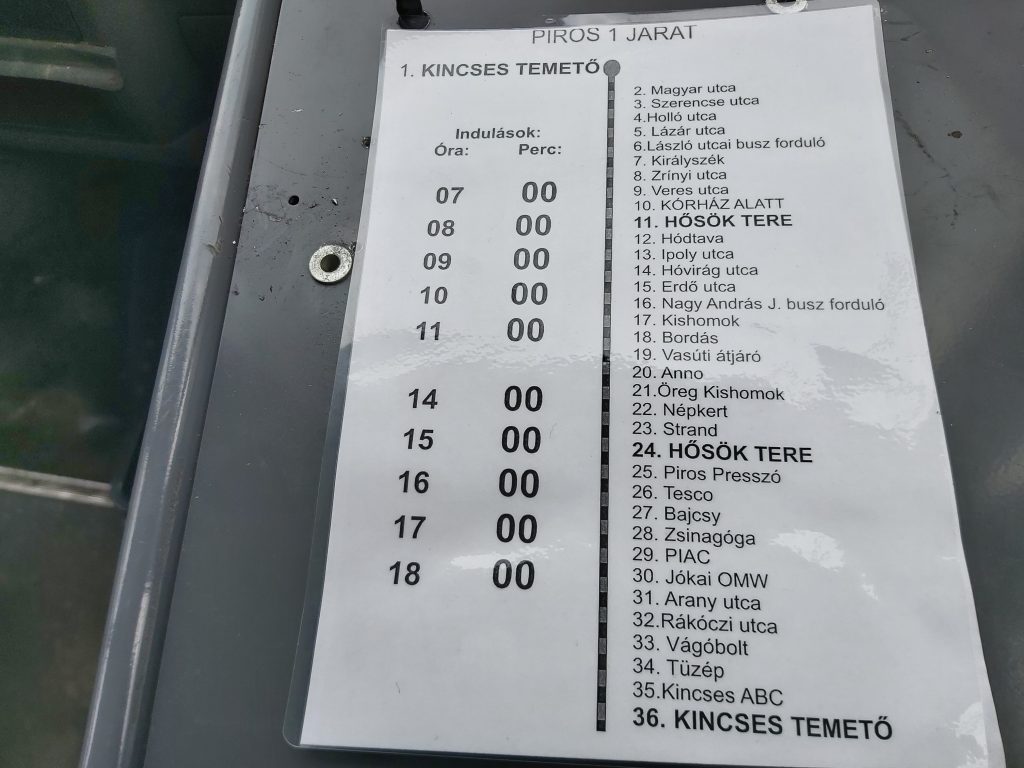 PIROS 1 JARAT
1. KINCSES TEMETŐ
Indulások:
Óra: Perc:
07 00
08 00
09 00
10 00
11 00
14 00
15 00
16 00
17 00
18 00
2. Magyar utca
3. Szerencse utca
4.Holló utca
5. Lázár utca
6.László utcai busz forduló
7. Királyszék
8. Zrínyi utca
9. Veres utca
10. KÓRHÁZ ALATT
11. HŐSÖK TERE
12. Hódtava
13. Ipoly utca
14. Hóvirág utca
15. Erdő utca
16. Nagy András J. busz forduló
17. Kishomok
18. Bordás
19. Vasúti átjáró
20. Anno
21.Öreg Kishomok
22. Népkert
23. Strand
24. HŐSÖK TERE
25. Piros Presszó
26. Tesco
27. Bajcsy
28. Zsinagóga
29. PIAC
30. Jókai OMW
31. Arany utca
32.Rákóczi utca
33. Vágóbolt
34. Tüzép
35.Kincses ABC
36. KINCSES TEMETŐ